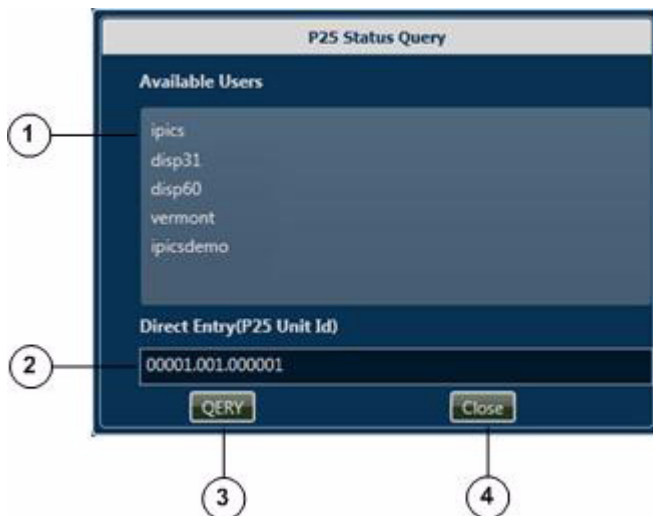 P25 Status Query
Available Users
1
ipics
disp31
disp60
vermont
ipicsdemo
Direct Entry(P25 Unit Id)
2
00001.001.000001
QERY
Close
3
4